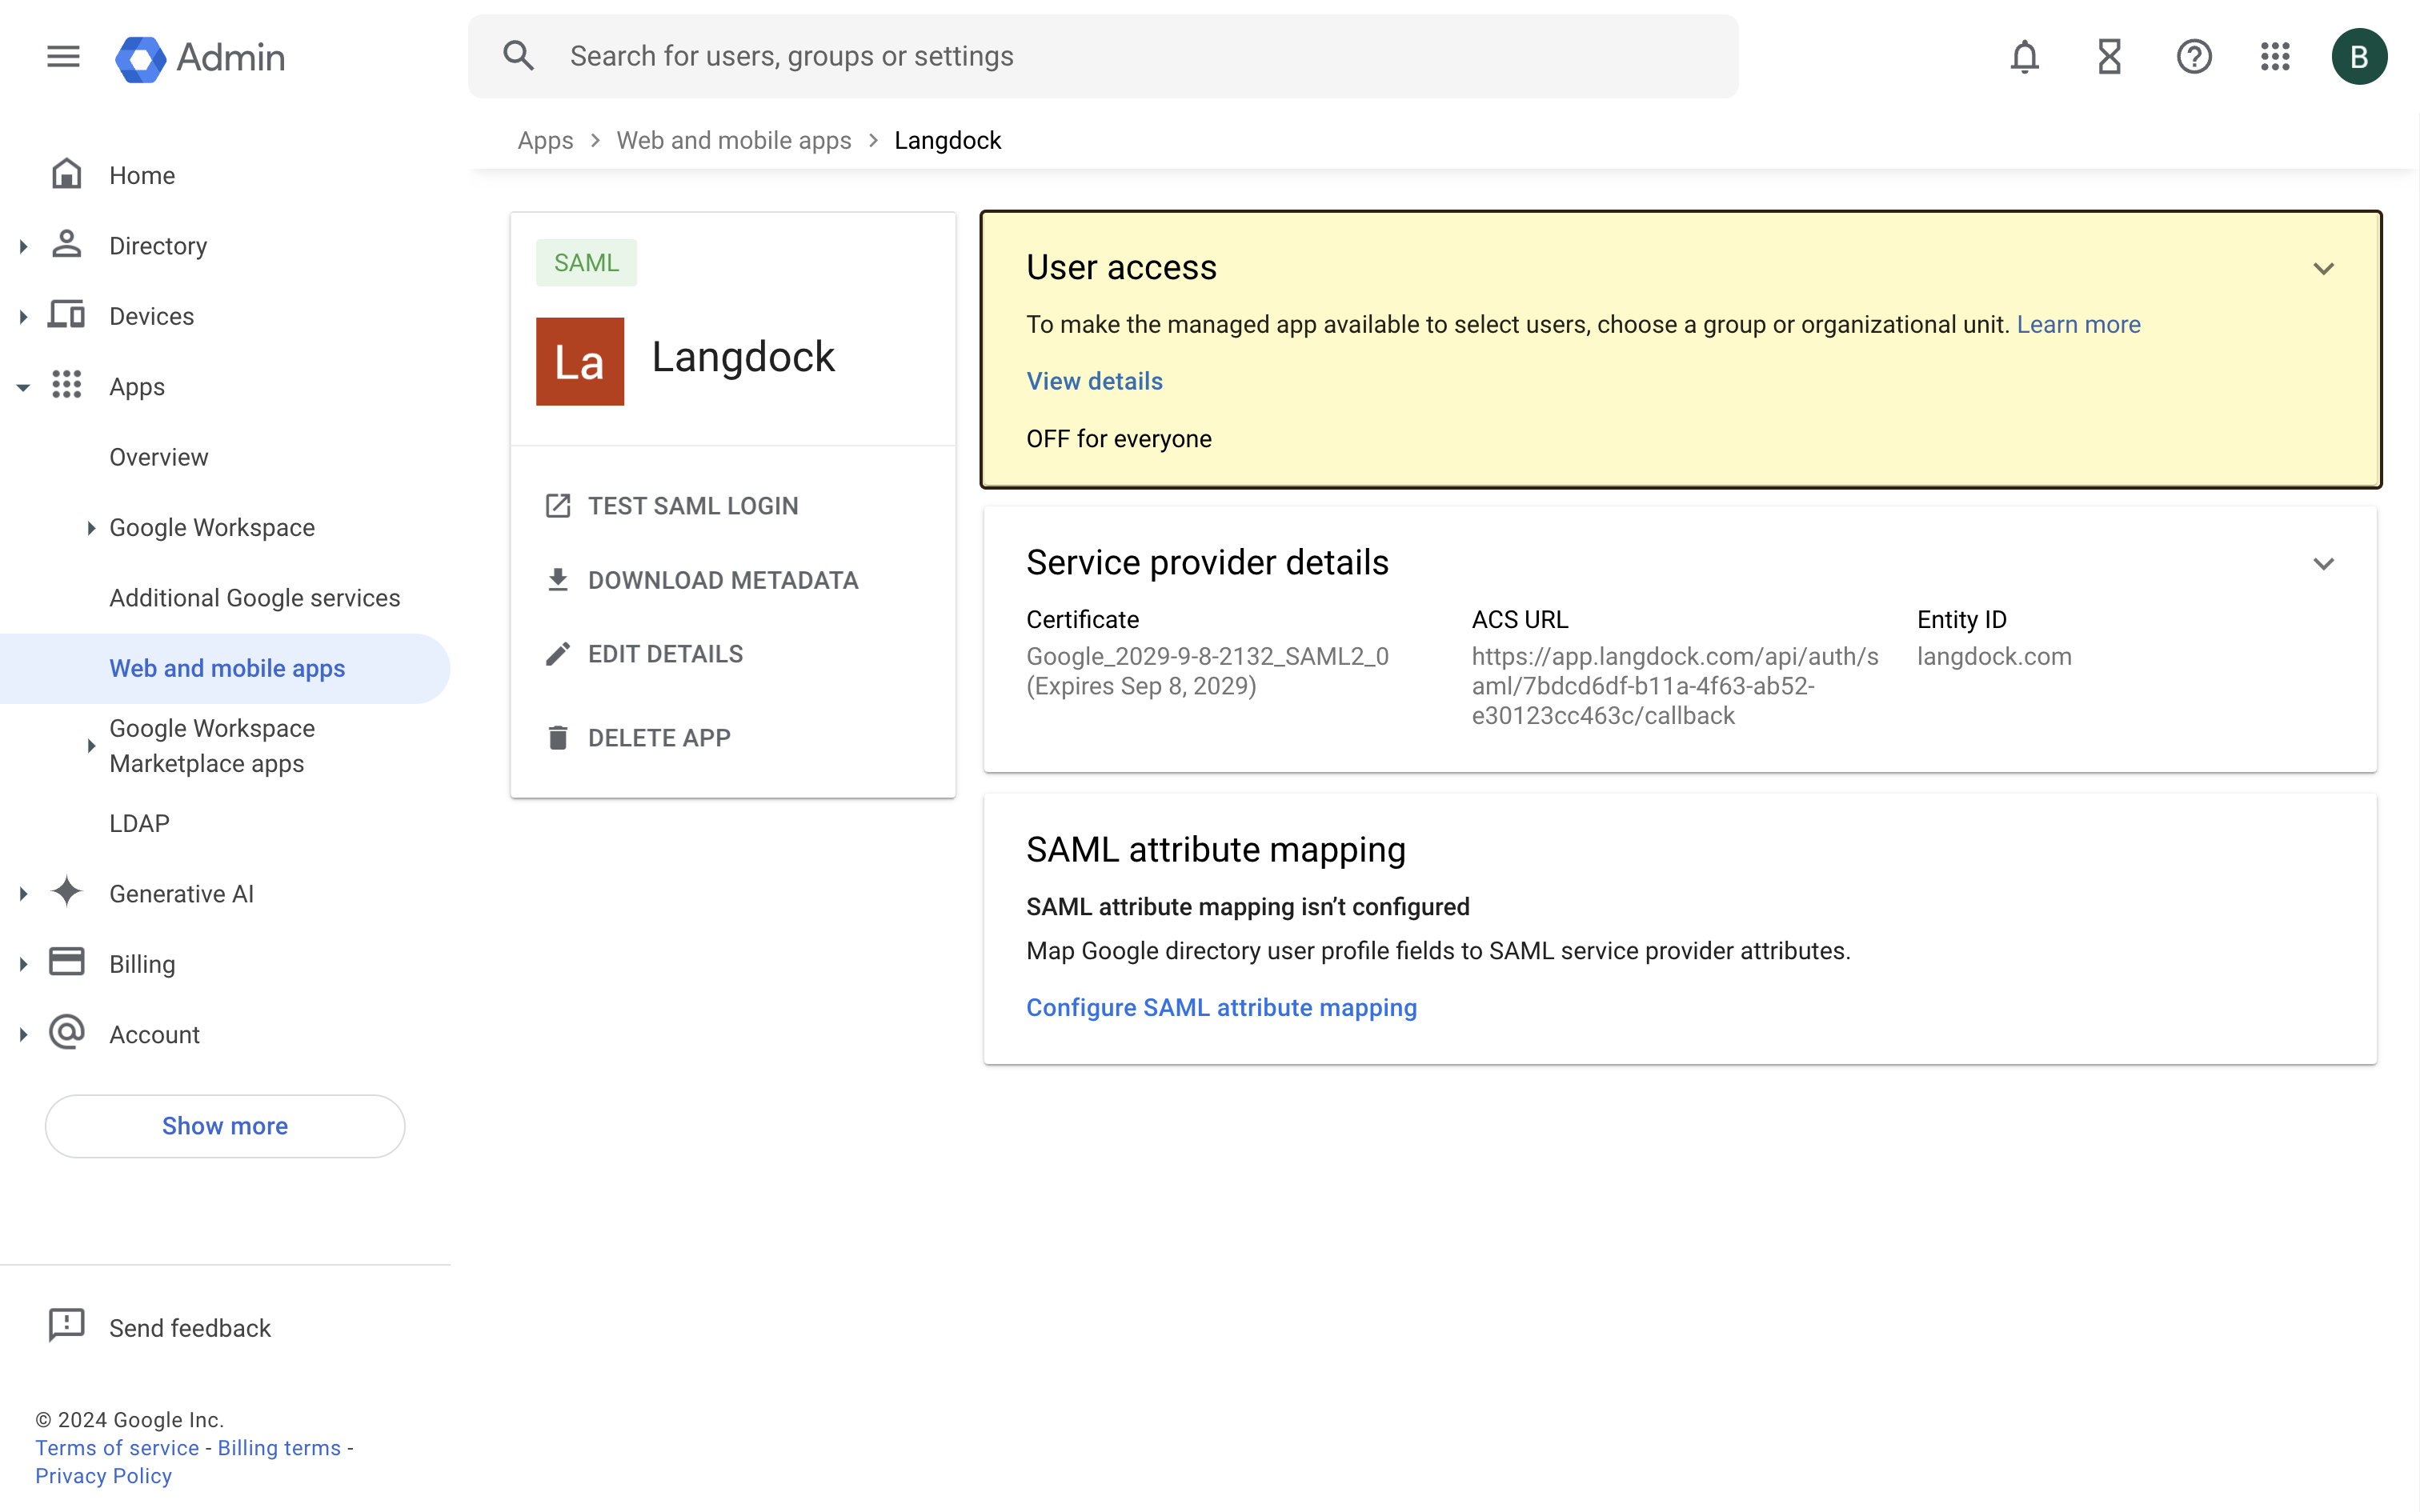 Admin
Search for users, groups or settings
B
Apps > Web and mobile apps > Langdock
Home
Directory
Devices
Apps
Overview
Google Workspace
Additional Google services
Web and mobile apps
Google Workspace
Marketplace apps
LDAP
Generative AI
Billing
Account
Show more
Send feedback
© 2024 Google Inc.
Terms of service - Billing terms -
Privacy Policy
SAML
La
Langdock
TEST SAML LOGIN
DOWNLOAD METADATA
EDIT DETAILS
DELETE APP
User access
To make the managed app available to select users, choose a group or organizational unit. Learn more
View details
OFF for everyone
Service provider details
Certificate
Google_2029-9-8-2132_SAML2_0
(Expires Sep 8, 2029)
ACS URL
https://app.langdock.com/api/auth/s
aml/7bdcd6df-b11a-4f63-ab52-
e30123cc463c/callback
Entity ID
langdock.com
SAML attribute mapping
SAML attribute mapping isn’t configured
Map Google directory user profile fields to SAML service provider attributes.
Configure SAML attribute mapping